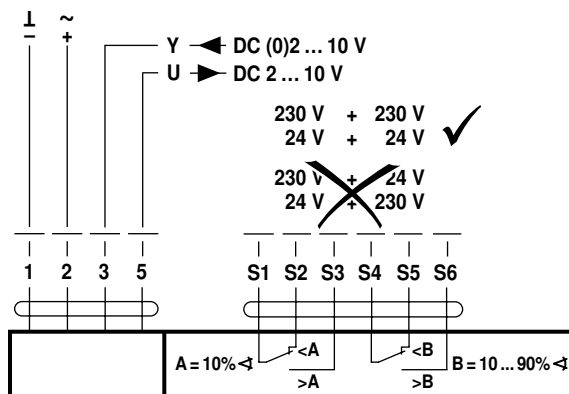 ⊥ ~
− +
Y DC (0)2 ... 10 V
U DC 2 ... 10 V
230 V + 230 V
24 V + 24 V
230 V + 24 V
24 V + 230 V
1 2 3 5 S1 S2 S3 S4 S5 S6
A = 10% <A >A <B >B B = 10 ... 90%